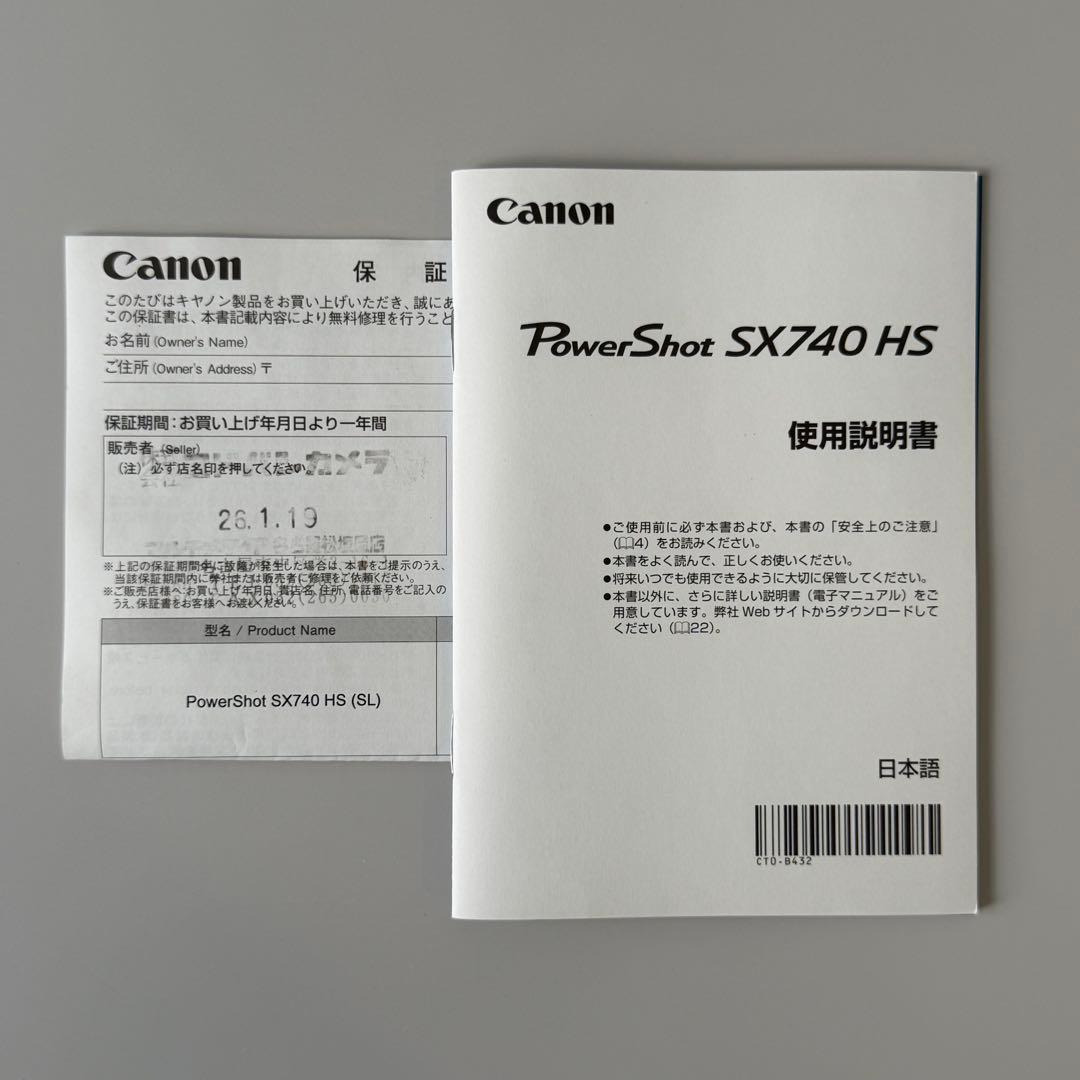 Canon 保 証
このたびはキヤノン製品をお買い上げいただき、誠にあ
この保証書は、本書記載内容により無料修理を行うこと
お名前 (Owner's Name)
ご住所 (Owner's Address) 〒
保証期間：お買い上げ年月日より一年間
販売者 (Seller)
（注）必ず店名印を押してください。
カメラ
26.1.19
※上記の保証期間中に故障が発生した場合は、本書をご提示のうえ、
当該保証期間内に弊社または販売者に修理をご依頼ください。
※ご販売店様へ：お買い上げ年月日、貴店名、住所、電話番号をご記入の
うえ、保証書をお客様へお渡しください。
型名 / Product Name
PowerShot SX740 HS (SL)
Canon
PowerShot SX740 HS
使用説明書
●ご使用前に必ず本書および、本書の「安全上のご注意」
（4）をお読みください。
●本書をよく読んで、正しくお使いください。
●将来いつでも使用できるように大切に保管してください。
●本書以外に、さらに詳しい説明書（電子マニュアル）をご
用意しています。弊社 Web サイトからダウンロードして
ください（22）。
日本語
CT0-B432